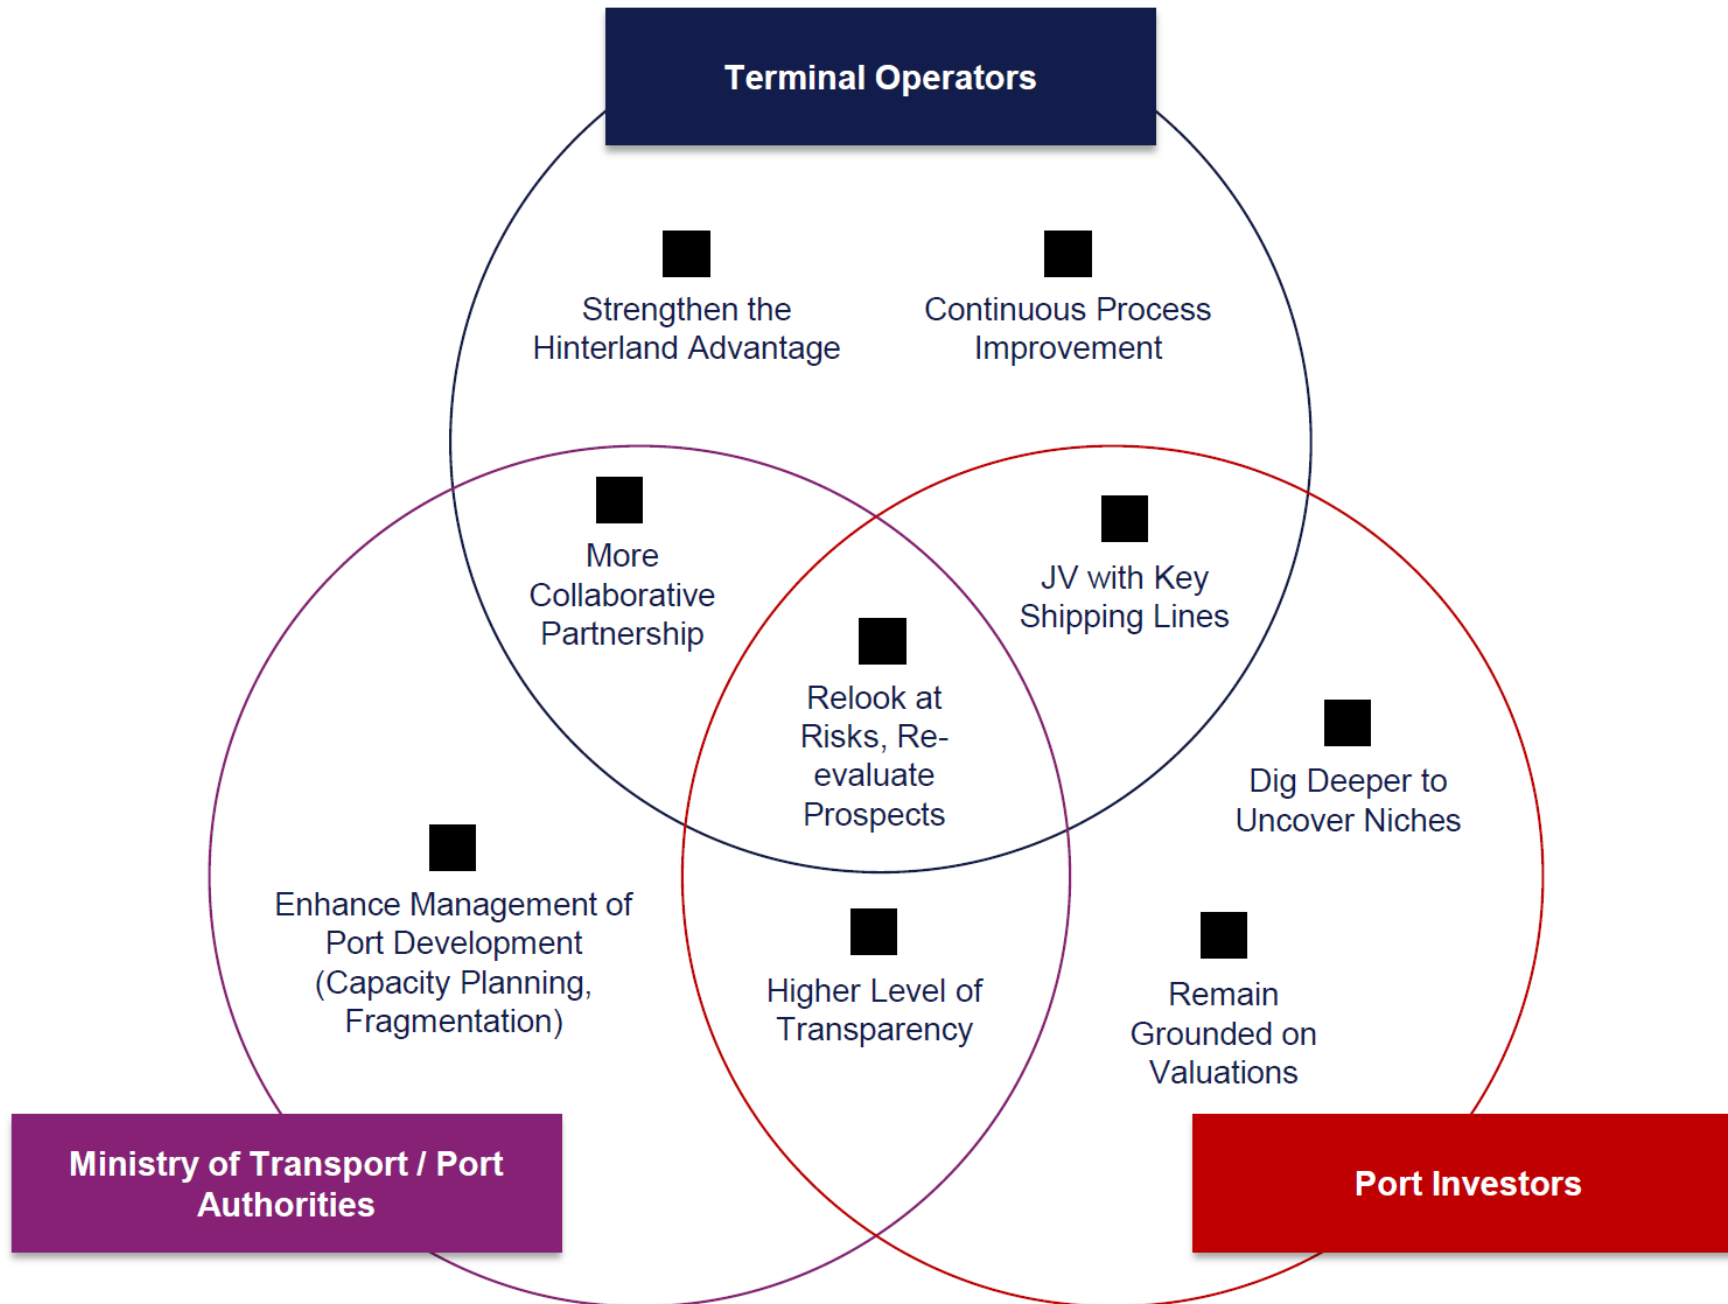 Terminal Operators
Strengthen the
Hinterland Advantage
Continuous Process
Improvement
More
Collaborative
Partnership
JV with Key
Shipping Lines
Relook at
Risks, Re-
evaluate
Prospects
Dig Deeper to
Uncover Niches
Enhance Management of
Port Development
(Capacity Planning,
Fragmentation)
Higher Level of
Transparency
Remain
Grounded on
Valuations
Ministry of Transport / Port
Authorities
Port Investors